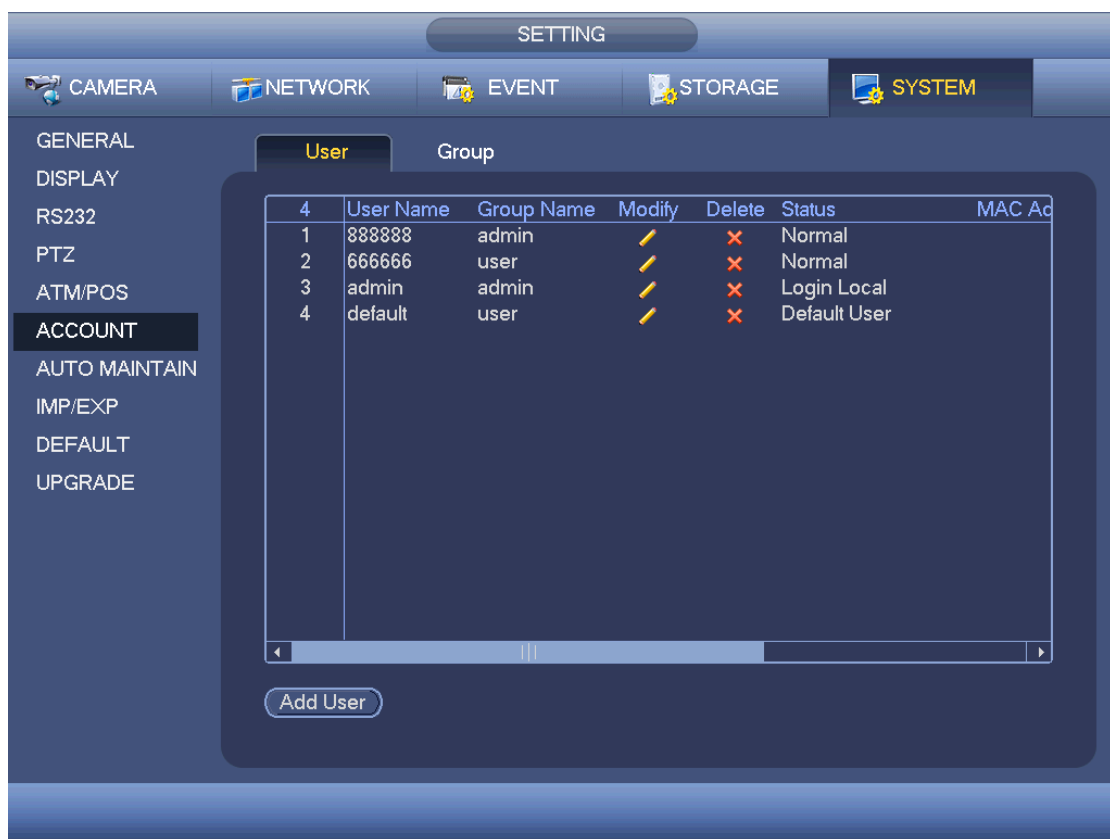 SETTING
CAMERA NETWORK EVENT STORAGE SYSTEM
GENERAL
DISPLAY
RS232
PTZ
ATM/POS
ACCOUNT
AUTO MAINTAIN
IMP/EXP
DEFAULT
UPGRADE
User Group
4 User Name Group Name Modify Delete Status MAC Ad
1 888888 admin Normal
2 666666 user Normal
3 admin admin Login Local
4 default user Default User
Add User